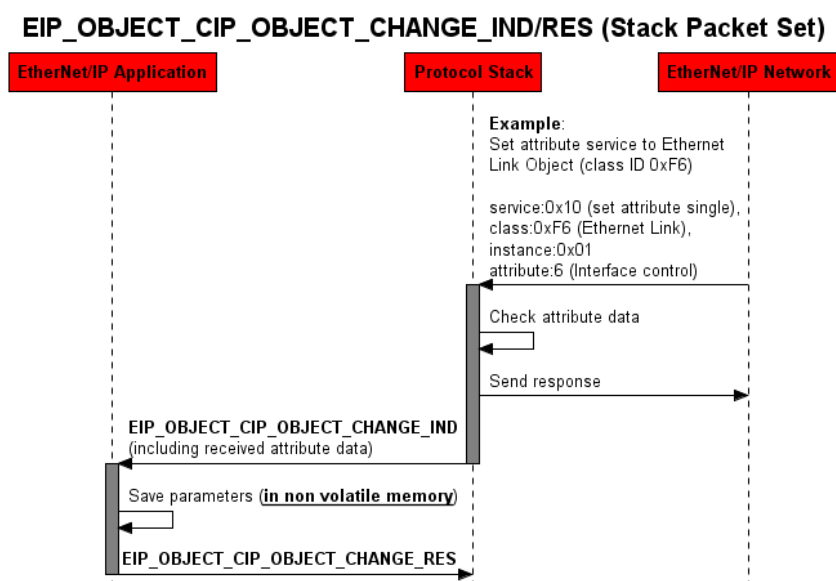 EIP_OBJECT_CIP_OBJECT_CHANGE_IND/RES (Stack Packet Set)
EtherNet/IP Application
Protocol Stack
EtherNet/IP Network
Example:
Set attribute service to Ethernet
Link Object (class ID 0xF6)
service:0x10 (set attribute single),
class:0xF6 (Ethernet Link),
instance:0x01
attribute:6 (Interface control)
Check attribute data
Send response
EIP_OBJECT_CIP_OBJECT_CHANGE_IND
(including received attribute data)
Save parameters (in non volatile memory)
EIP_OBJECT_CIP_OBJECT_CHANGE_RES